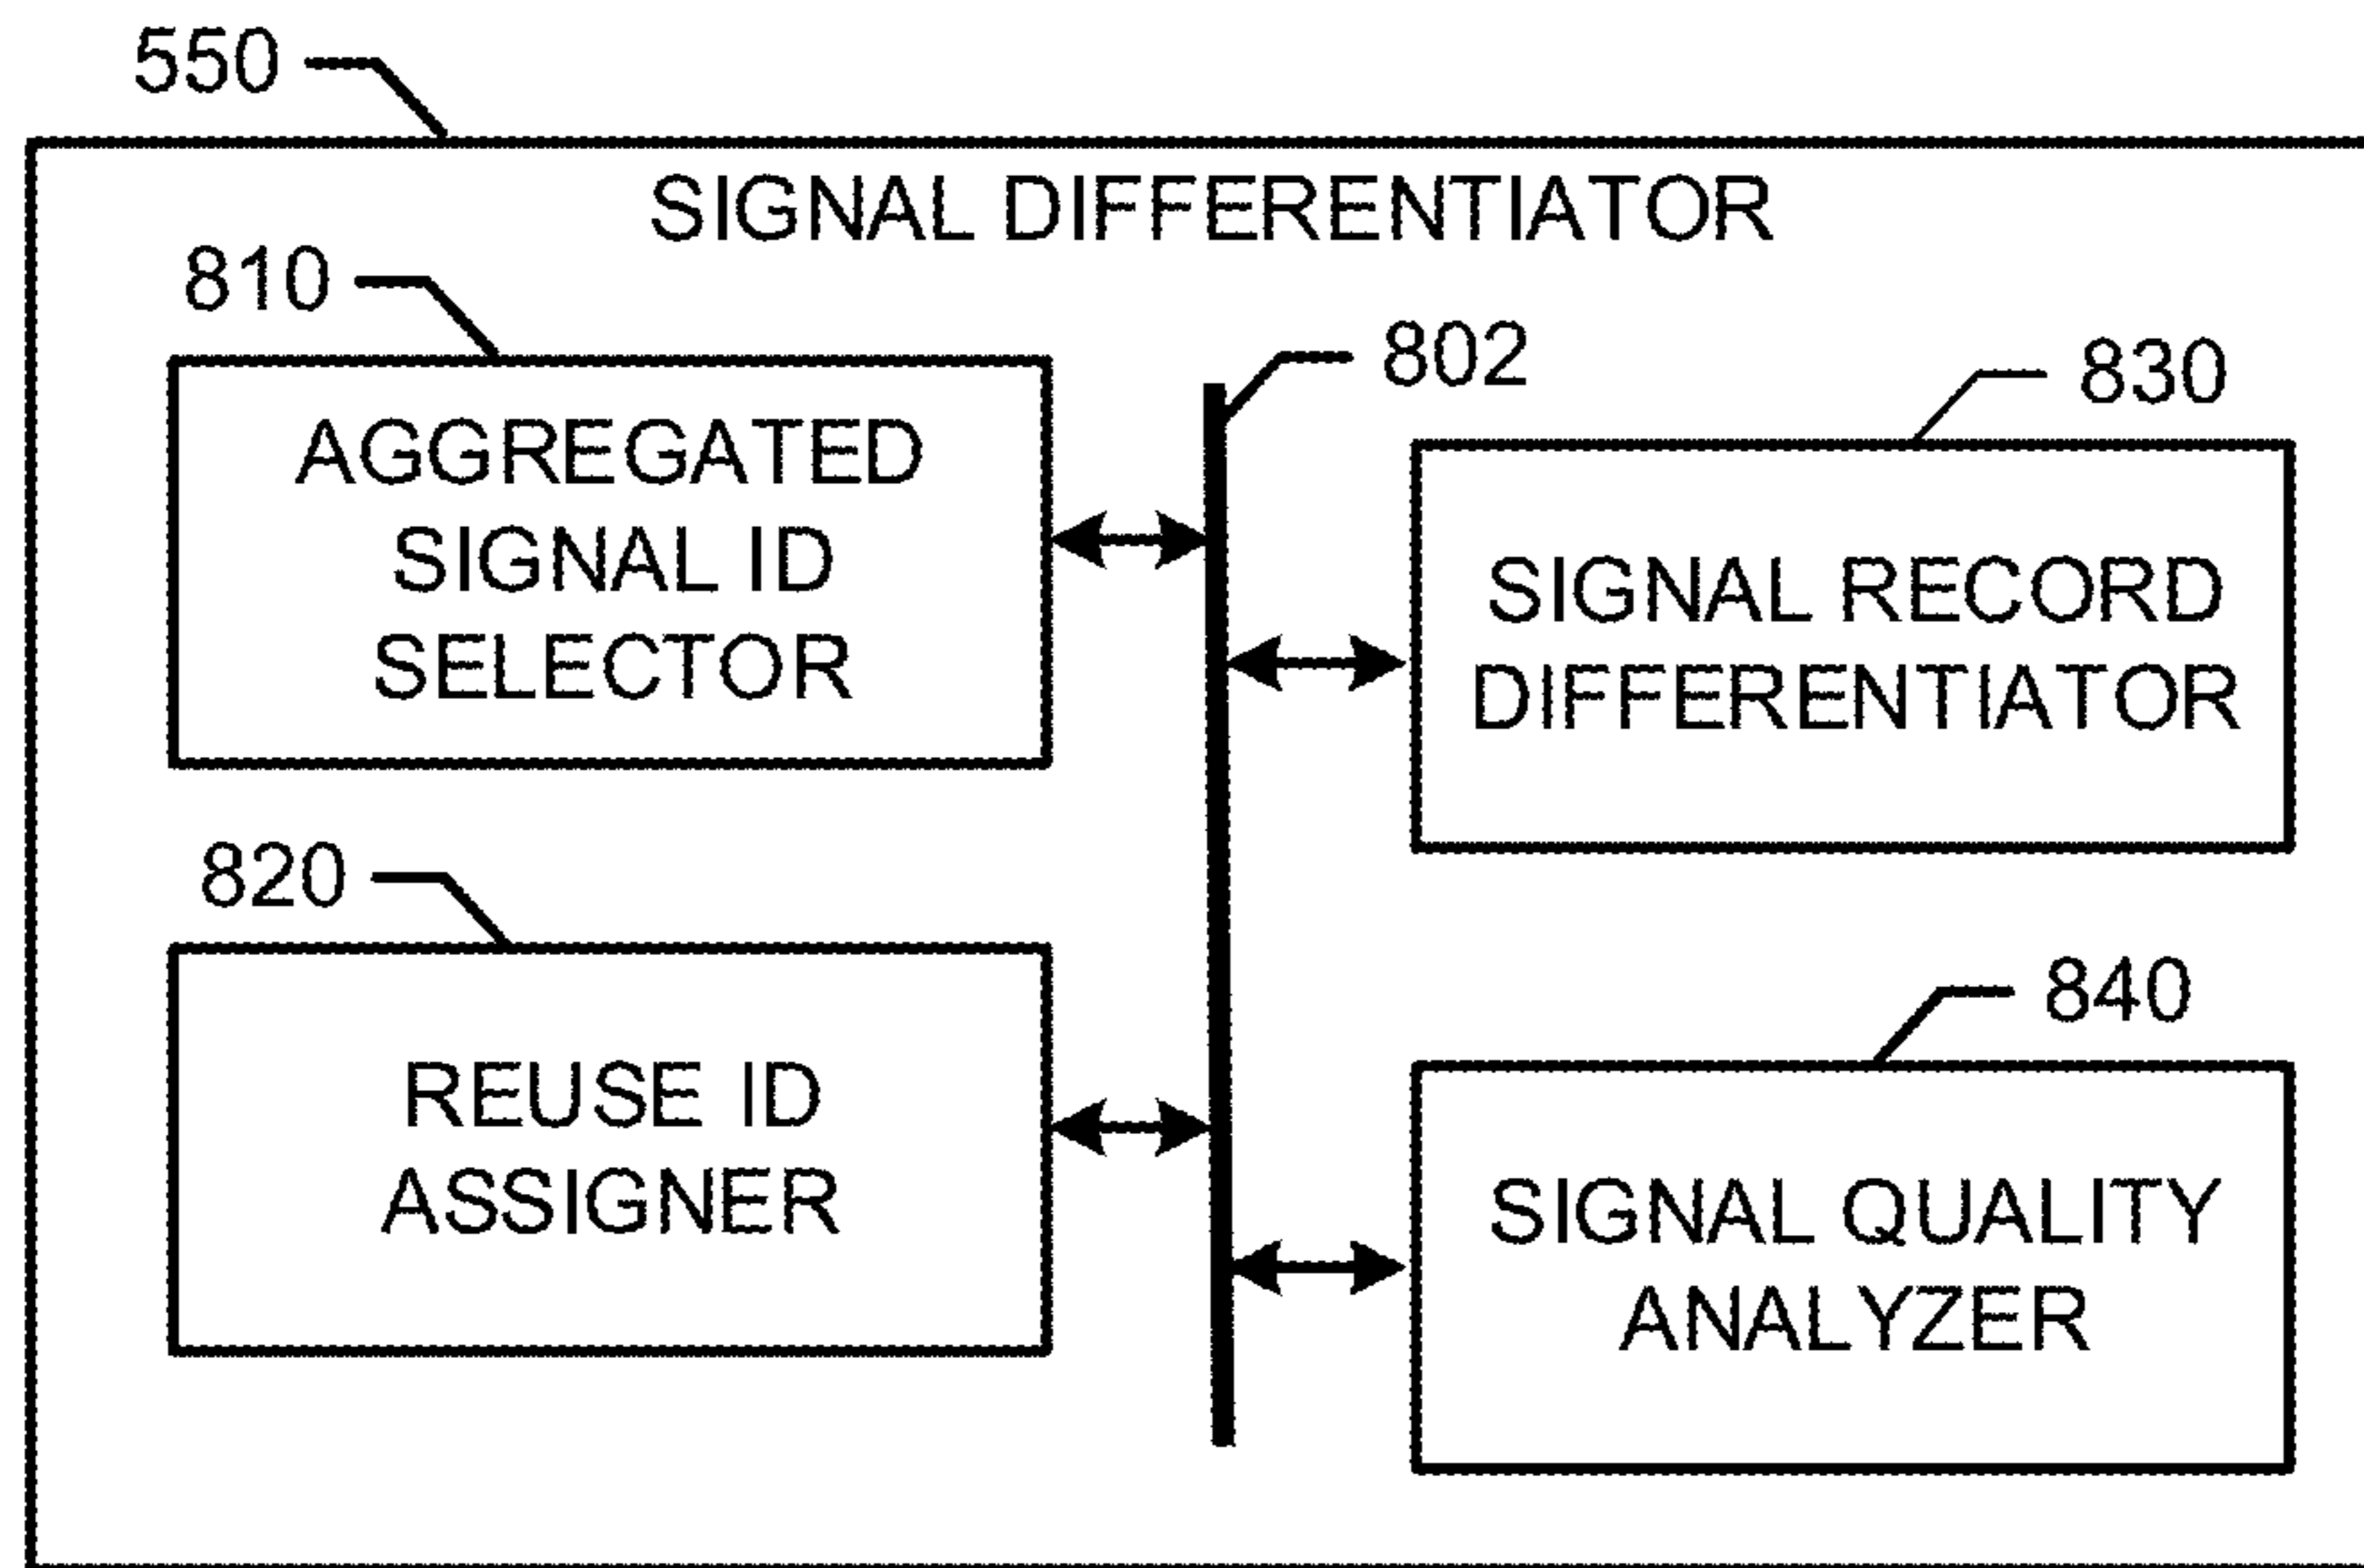 550
SIGNAL DIFFERENTIATOR
810
AGGREGATED
SIGNAL ID
SELECTOR
802
830
SIGNAL RECORD
DIFFERENTIATOR
820
REUSE ID
ASSIGNER
840
SIGNAL QUALITY
ANALYZER